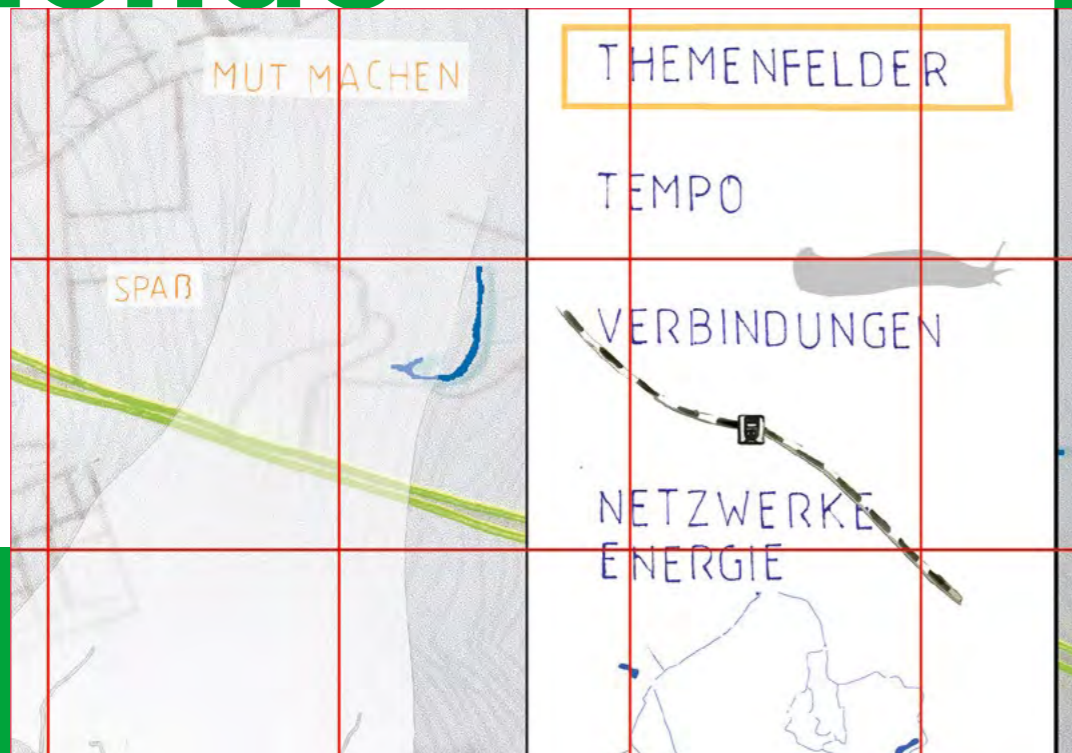 MUT MACHEN
SPAß
THEMENFELDER
TEMPO
VERBINDUNGEN
NETZWERKE
ENERGIE